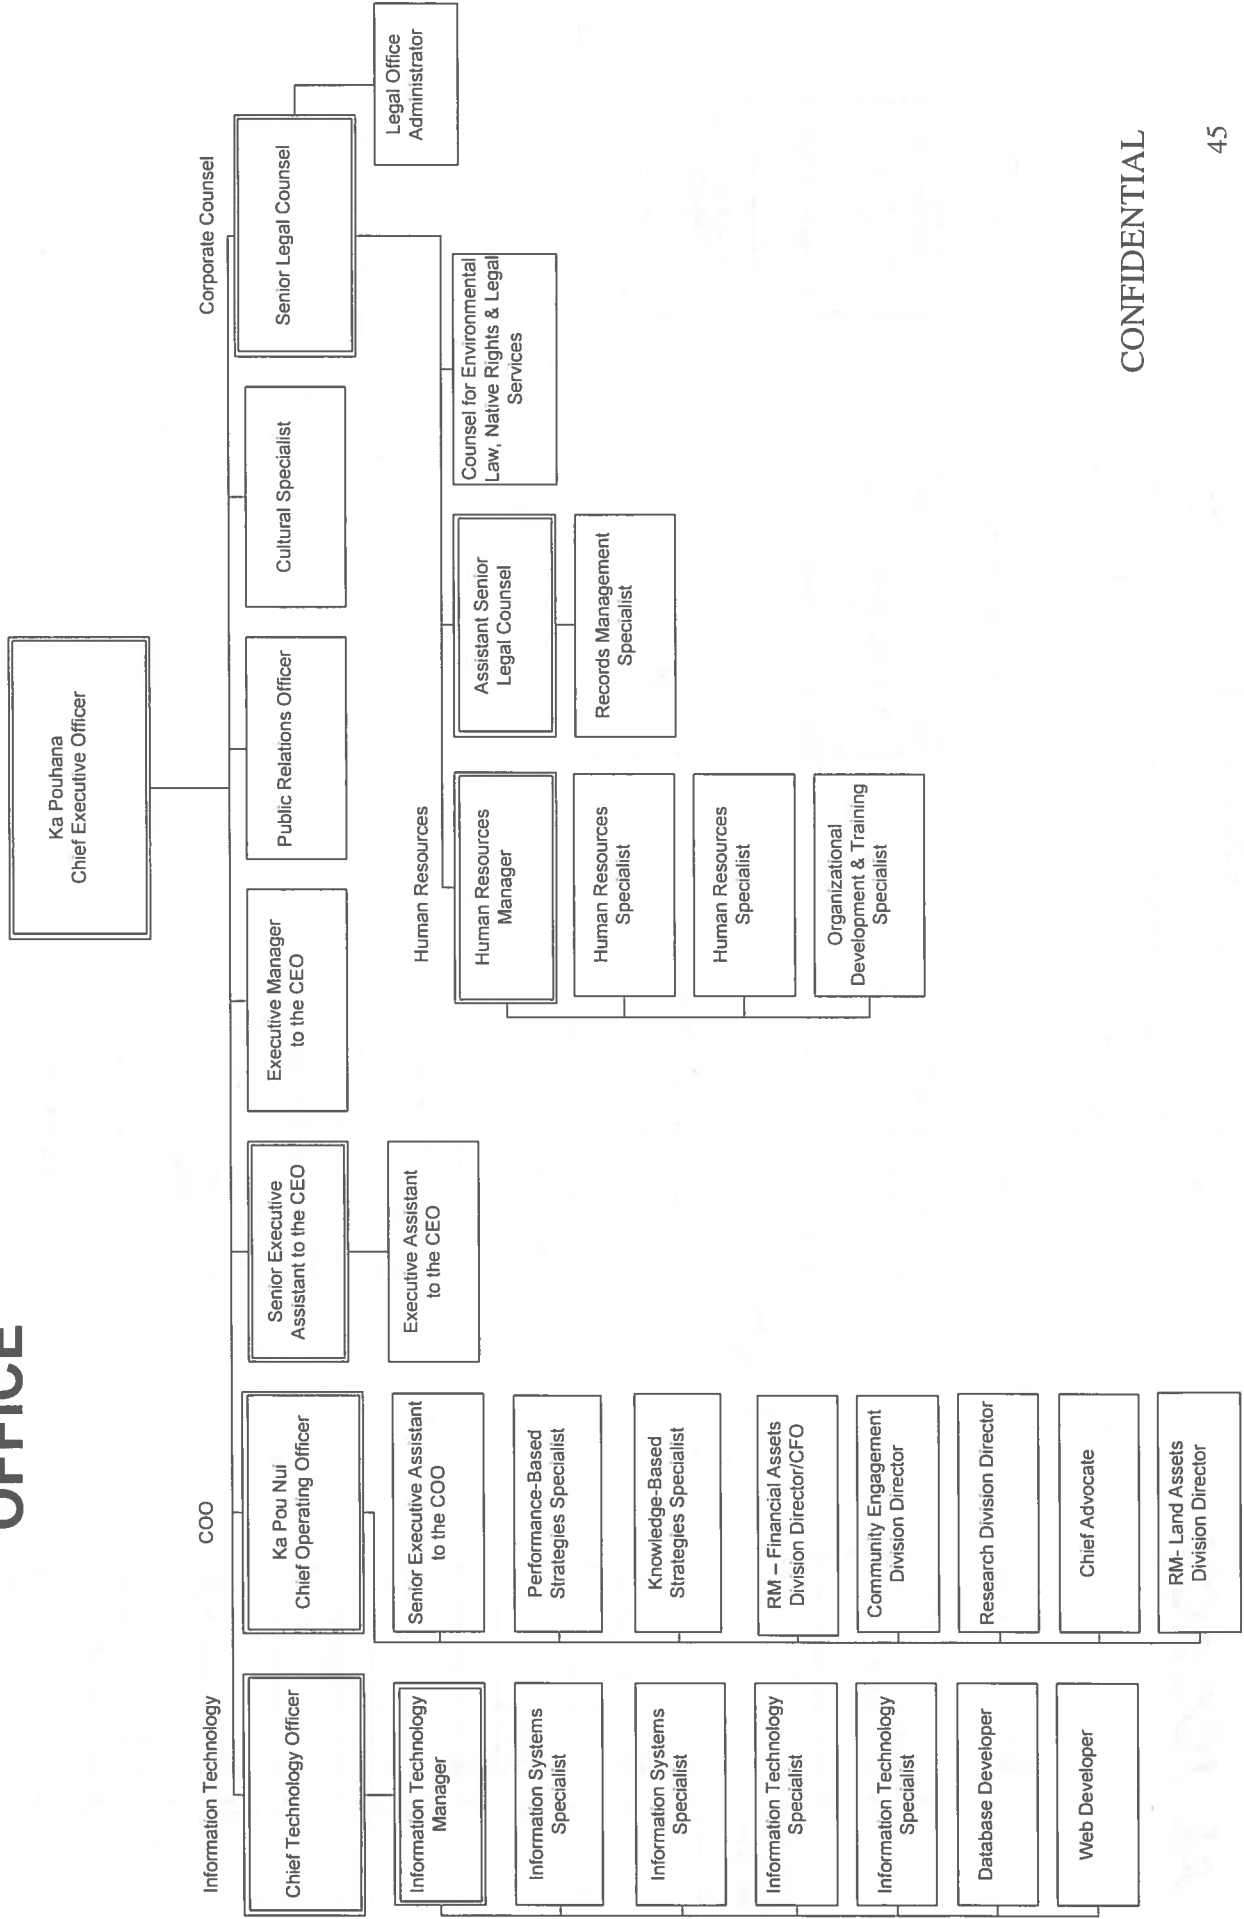 OFFICE
Ka Pouhana
Chief Executive Officer
Information Technology
Chief Technology Officer
Information Technology
Manager
Information Systems
Specialist
Information Systems
Specialist
Information Technology
Specialist
Information Technology
Specialist
Database Developer
Web Developer
COO
Ka Pou Nui
Chief Operating Officer
Senior Executive Assistant
to the COO
Performance-Based
Strategies Specialist
Knowledge-Based
Strategies Specialist
RM – Financial Assets
Division Director/CFO
Community Engagement
Division Director
Research Division Director
Chief Advocate
RM- Land Assets
Division Director
Senior Executive
Assistant to the CEO
Executive Assistant
to the CEO
Executive Manager
to the CEO
Public Relations Officer
Cultural Specialist
Corporate Counsel
Senior Legal Counsel
Legal Office
Administrator
Human Resources
Human Resources
Manager
Human Resources
Specialist
Human Resources
Specialist
Organizational
Development & Training
Specialist
Assistant Senior
Legal Counsel
Records Management
Specialist
Counsel for Environmental
Law, Native Rights & Legal
Services
CONFIDENTIAL
45